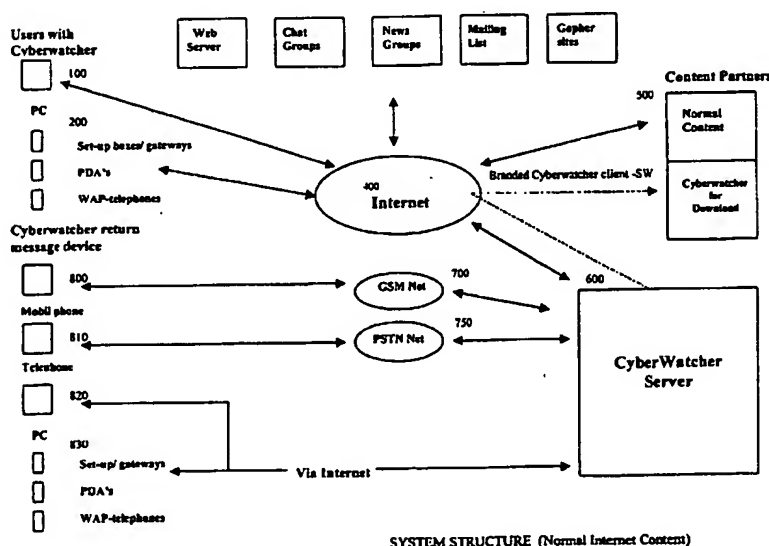 Users with
Cyberwatcher
Web
Server
Chat
Groups
News
Groups
Mailing
List
Gopher
sites
100
PC
200
Set-up boxes/ gateways
PDA's
WAP-telephones
400
Internet
Content Partners
500
Normal
Content
Branded Cyberwatcher client -SW
Cyberwatcher
for
Download
Cyberwatcher return
message device
800
Mobil phone
GSM Net
700
600
810
Telephone
PSTN Net
750
CyberWatcher
Server
820
PC
830
Set-up/ gateways
PDA's
WAP-telephones
Via Internet
SYSTEM STRUCTURE (Normal Internet Content)